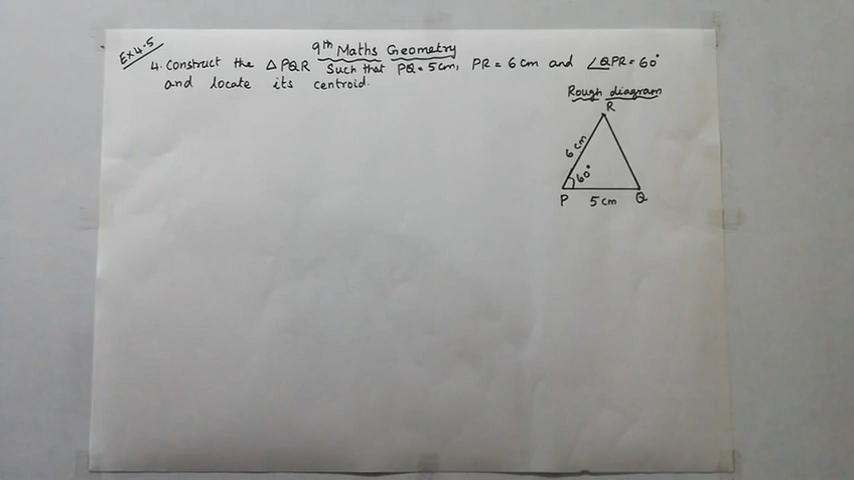 Ex 4.5
9th Maths Geometry
4. Construct the △ PQR Such that PQ = 5cm, PR = 6 cm and ∠QPR = 60°
and locate its centroid.
Rough diagram
R
6 cm
60°
P 5 cm Q